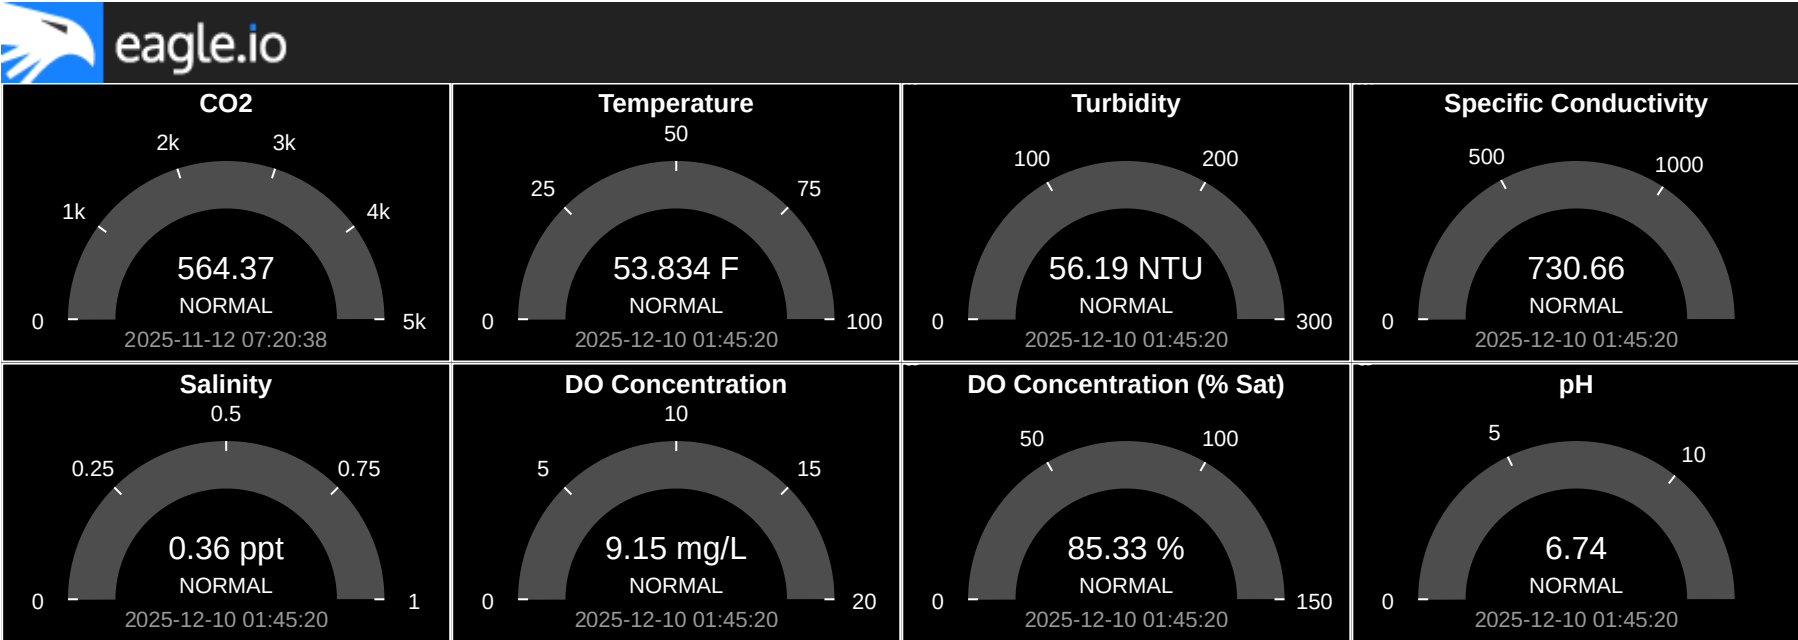 eagle.io
CO2
2k
3k
1k
4k
0
5k
564.37
NORMAL
2025-11-12 07:20:38
Temperature
50
25
75
0
100
53.834 F
NORMAL
2025-12-10 01:45:20
Turbidity
100
200
0
300
56.19 NTU
NORMAL
2025-12-10 01:45:20
Specific Conductivity
500
1000
0
730.66
NORMAL
2025-12-10 01:45:20
Salinity
0.5
0.25
0.75
0
1
0.36 ppt
NORMAL
2025-12-10 01:45:20
DO Concentration
10
5
15
0
20
9.15 mg/L
NORMAL
2025-12-10 01:45:20
DO Concentration (% Sat)
50
100
0
150
85.33 %
NORMAL
2025-12-10 01:45:20
pH
5
10
0
6.74
NORMAL
2025-12-10 01:45:20